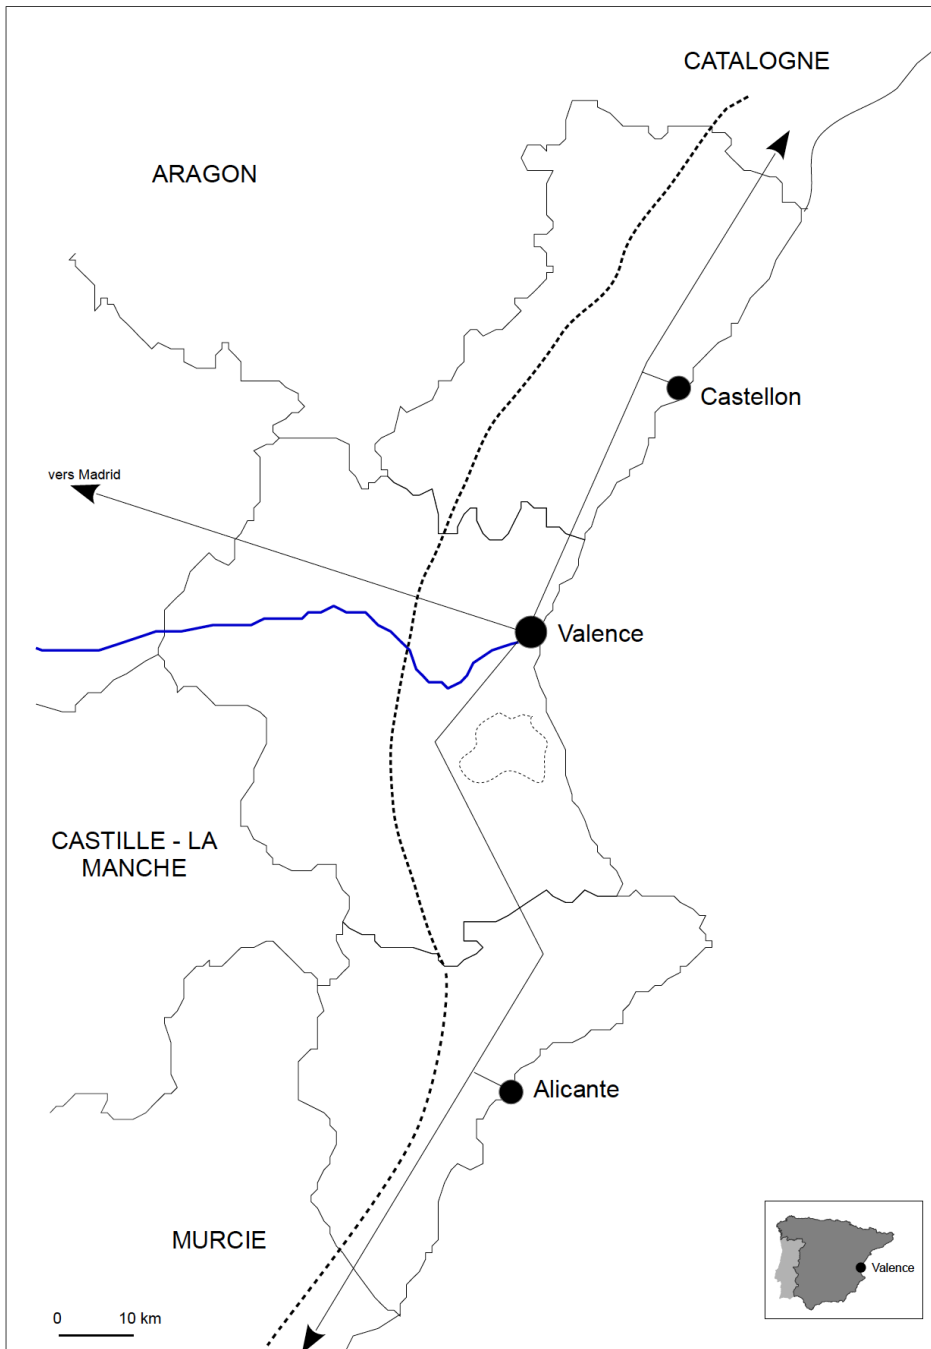 CATALOGNE
ARAGON
Castellon
vers Madrid
Valence
CASTILLE - LA
MANCHE
Alicante
MURCIE
Valence
0 10 km